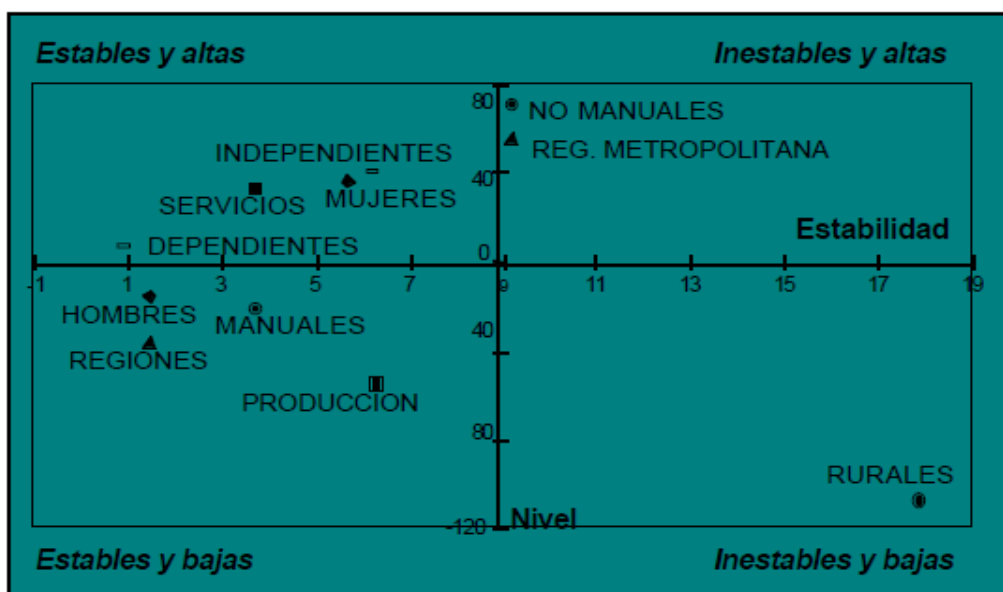 Estables y altas
Inestables y altas
80
NO MANUALES
INDEPENDIENTES
REG. METROPOLITANA
40
SERVICIOS
MUJERES
Estabilidad
DEPENDIENTES
0
-1 1 3 5 7 9 11 13 15 17 19
HOMBRES
MANUALES
REGIONES
40
PRODUCCION
80
RURALES
-120
Nivel
Estables y bajas
Inestables y bajas